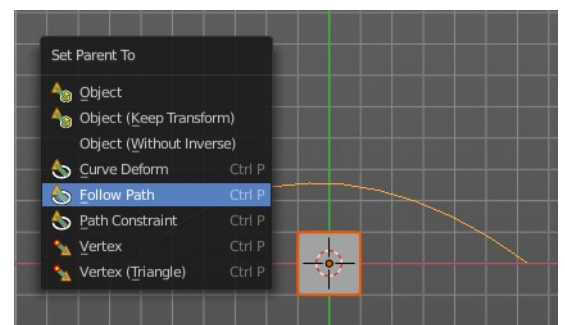 Set Parent To
Object
Object (Keep Transform)
Object (Without Inverse)
Curve Deform Ctrl P
Follow Path Ctrl P
Path Constraint Ctrl P
Vertex Ctrl P
Vertex (Triangle) Ctrl P